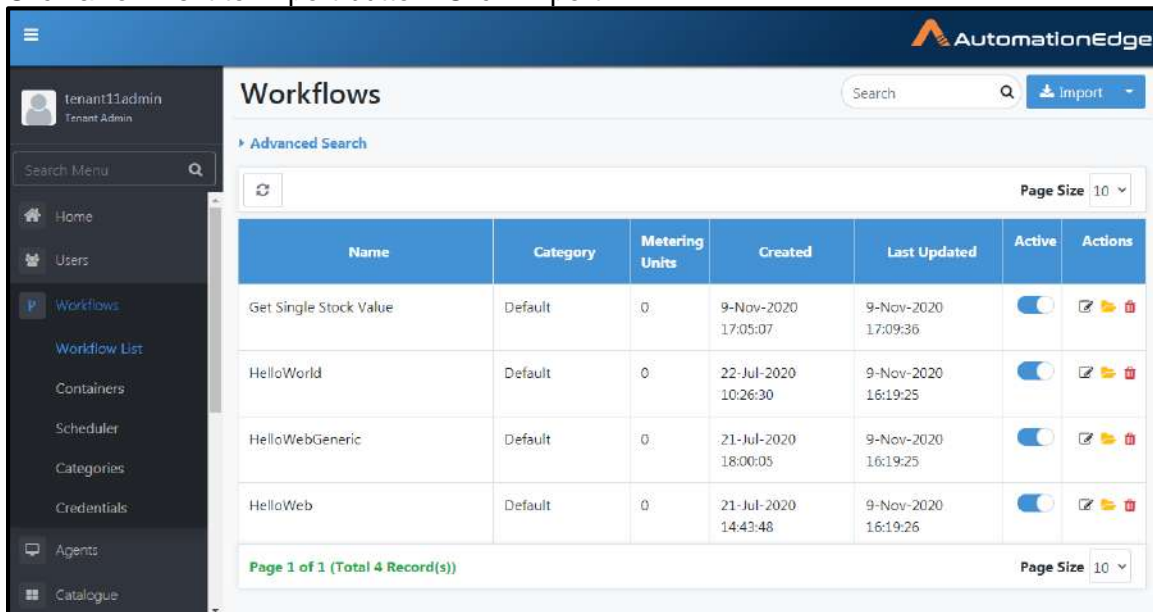 AutomationEdge
tenant11admin
Tenant Admin
Search Menu
Home
Users
Workflows
Workflow List
Containers
Scheduler
Categories
Credentials
Agents
Catalogue
Workflows
Search
Import
Advanced Search
Page Size 10
Name Category Metering Units Created Last Updated Active Actions
Get Single Stock Value Default 0 9-Nov-2020 9-Nov-2020
17:05:07 17:09:36
HelloWorld Default 0 22-Jul-2020 9-Nov-2020
10:26:30 16:19:25
HelloWebGeneric Default 0 21-Jul-2020 9-Nov-2020
18:00:05 16:19:25
HelloWeb Default 0 21-Jul-2020 9-Nov-2020
14:43:48 16:19:26
Page 1 of 1 (Total 4 Record(s))
Page Size 10